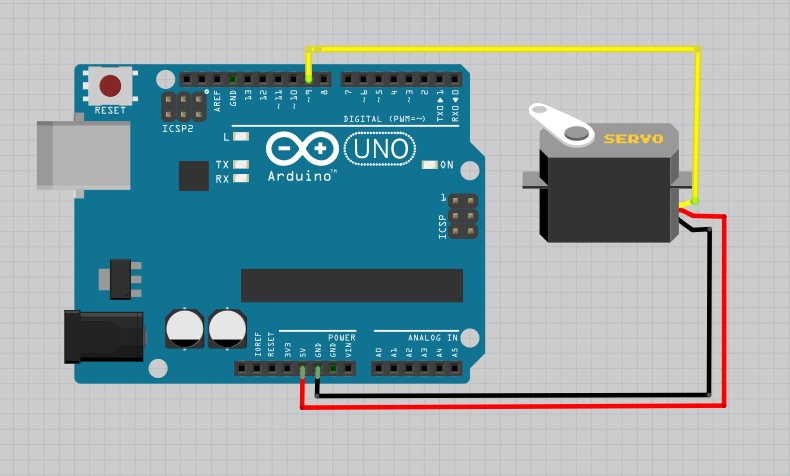 RESET
ICSP2
AREF
GND
13
12
~11
~10
~9
8
7
~6
~5
4
~3
2
TXD▶1
RXD◀0
DIGITAL (PWM=~)
L
TX
RX
UNO
Arduino™
ON
1
ICSP
SERVO
POWER
ANALOG IN
IOREF
RESET
3V3
5V
GND
GND
VIN
A0
A1
A2
A3
A4
A5